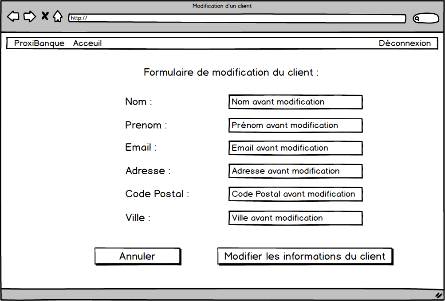 Modification d'un client
http://
ProxiBanque Acceuil Déconnexion
Formulaire de modification du client :
Nom : Nom avant modification
Prenom : Prénom avant modification
Email : Email avant modification
Adresse : Adresse avant modification
Code Postal : Code Postal avant modification
Ville : Ville avant modification
Annuler Modifier les informations du client